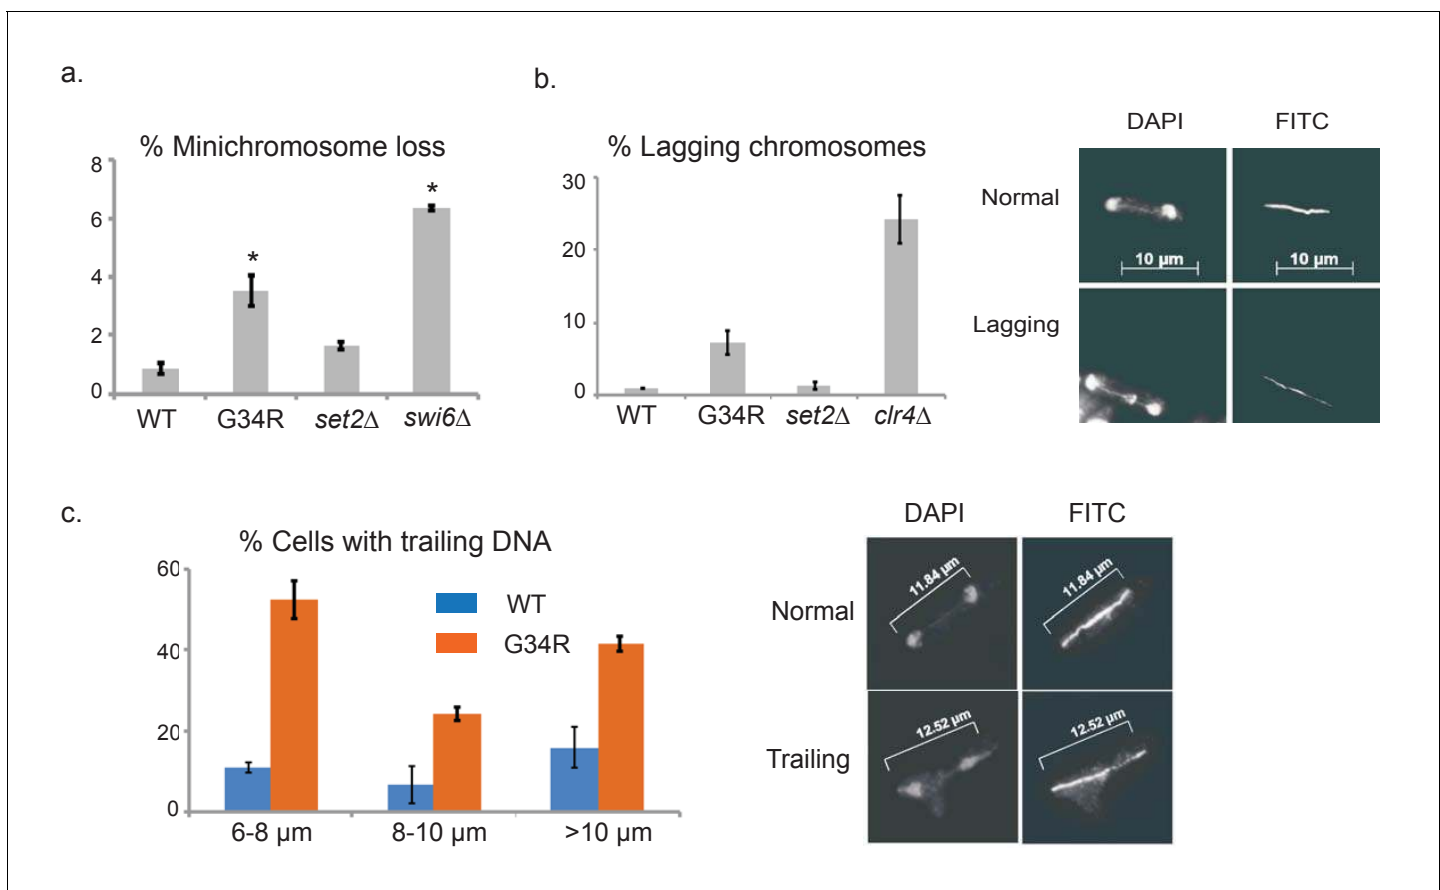 a.
% Minichromosome loss
8
6
4
2
0
*
*
WT G34R set2Δ swi6Δ
b.
% Lagging chromosomes
30
20
10
0
WT G34R set2Δ clr4Δ
DAPI FITC
Normal
10 µm 10 µm
Lagging
c.
% Cells with trailing DNA
60
40
20
0
WT
G34R
6-8 µm 8-10 µm >10 µm
DAPI FITC
Normal
11.84 µm 11.84 µm
Trailing
12.52 µm 12.52 µm